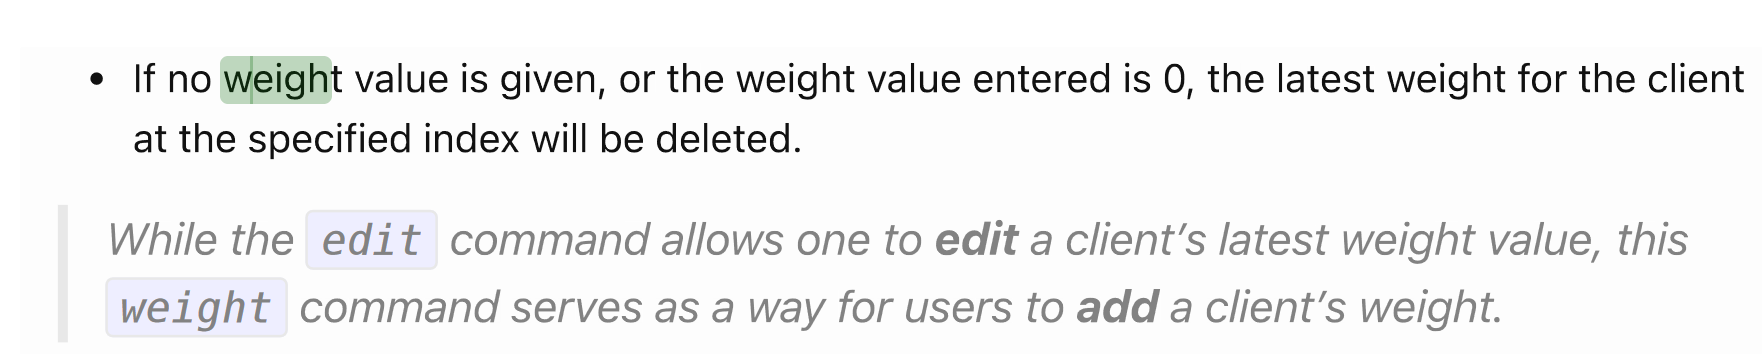 • If no weight value is given, or the weight value entered is 0, the latest weight for the client
at the specified index will be deleted.
While the edit command allows one to edit a client’s latest weight value, this
weight command serves as a way for users to add a client’s weight.